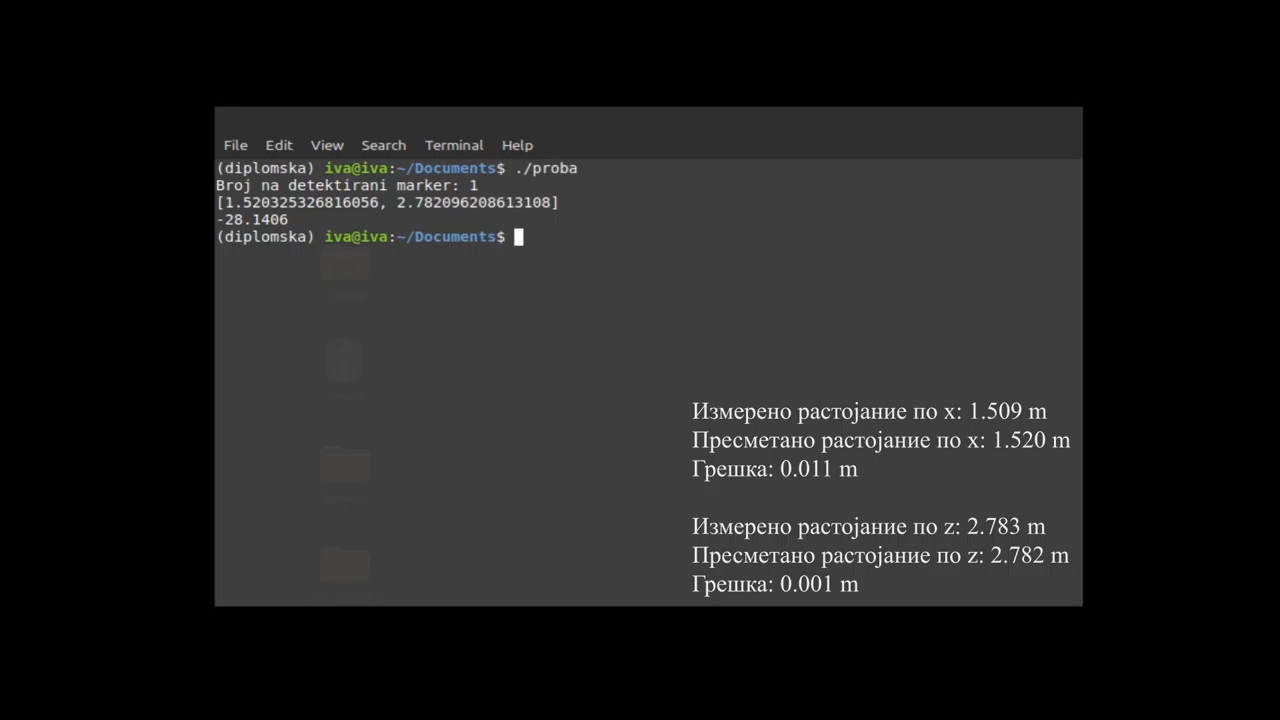 File Edit View Search Terminal Help
(diplomska) iva@iva:~/Documents$ ./proba
Broj na detektirani marker: 1
[1.520325326816056, 2.782096208613108]
-28.1406
(diplomska) iva@iva:~/Documents$
Измерено растојание по x: 1.509 m
Пресметано растојание по x: 1.520 m
Грешка: 0.011 m
Измерено растојание по z: 2.783 m
Пресметано растојание по z: 2.782 m
Грешка: 0.001 m